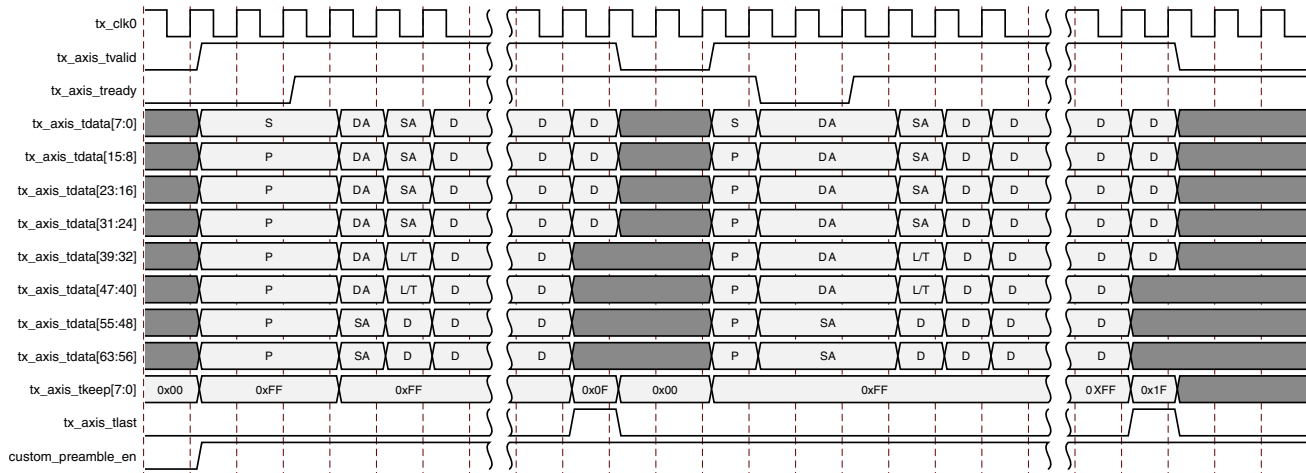 tx_clk0
tx_axis_tvalid
tx_axis_tready
tx_axis_tdata[7:0] S DA SA D D D S DA SA D D D D
tx_axis_tdata[15:8] P DA SA D D D P DA SA D D D D
tx_axis_tdata[23:16] P DA SA D D D P DA SA D D D D
tx_axis_tdata[31:24] P DA SA D D D P DA SA D D D D
tx_axis_tdata[39:32] P DA L/T D D P DA L/T D D D D
tx_axis_tdata[47:40] P DA L/T D D P DA L/T D D D
tx_axis_tdata[55:48] P SA D D D P SA D D D D
tx_axis_tdata[63:56] P SA D D D P SA D D D D
tx_axis_tkeep[7:0] 0x00 0xFF 0xFF 0x0F 0x00 0xFF 0XFF 0x1F
tx_axis_tlast
custom_preamble_en